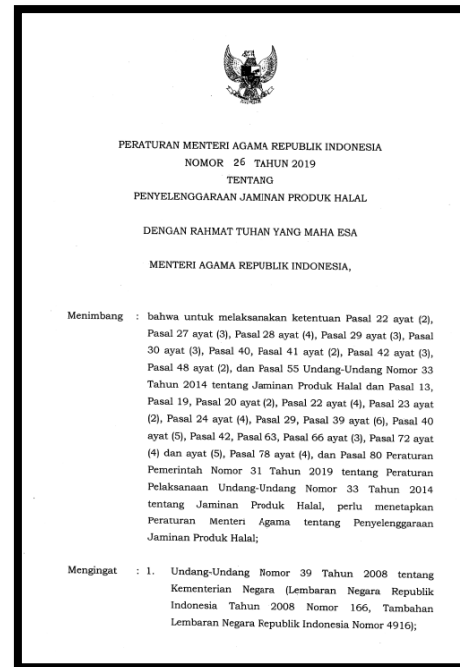 PERATURAN MENTERI AGAMA REPUBLIK INDONESIA
NOMOR 26 TAHUN 2019
TENTANG
PENYELENGGARAAN JAMINAN PRODUK HALAL
DENGAN RAHMAT TUHAN YANG MAHA ESA
MENTERI AGAMA REPUBLIK INDONESIA,
Menimbang : bahwa untuk melaksanakan ketentuan Pasal 22 ayat (2),
Pasal 27 ayat (3), Pasal 28 ayat (4), Pasal 29 ayat (3), Pasal
30 ayat (3), Pasal 40, Pasal 41 ayat (2), Pasal 42 ayat (3),
Pasal 48 ayat (2), dan Pasal 55 Undang-Undang Nomor 33
Tahun 2014 tentang Jaminan Produk Halal dan Pasal 13,
Pasal 19, Pasal 20 ayat (2), Pasal 22 ayat (4), Pasal 23 ayat
(2), Pasal 24 ayat (4), Pasal 29, Pasal 39 ayat (6), Pasal 40
ayat (5), Pasal 42, Pasal 63, Pasal 66 ayat (3), Pasal 72 ayat
(4) dan ayat (5), Pasal 78 ayat (4), dan Pasal 80 Peraturan
Pemerintah Nomor 31 Tahun 2019 tentang Peraturan
Pelaksanaan Undang-Undang Nomor 33 Tahun 2014
tentang Jaminan Produk Halal, perlu menetapkan
Peraturan Menteri Agama tentang Penyelenggaraan
Jaminan Produk Halal;
Mengingat : 1. Undang-Undang Nomor 39 Tahun 2008 tentang
Kementerian Negara (Lembaran Negara Republik
Indonesia Tahun 2008 Nomor 166, Tambahan
Lembaran Negara Republik Indonesia Nomor 4916);